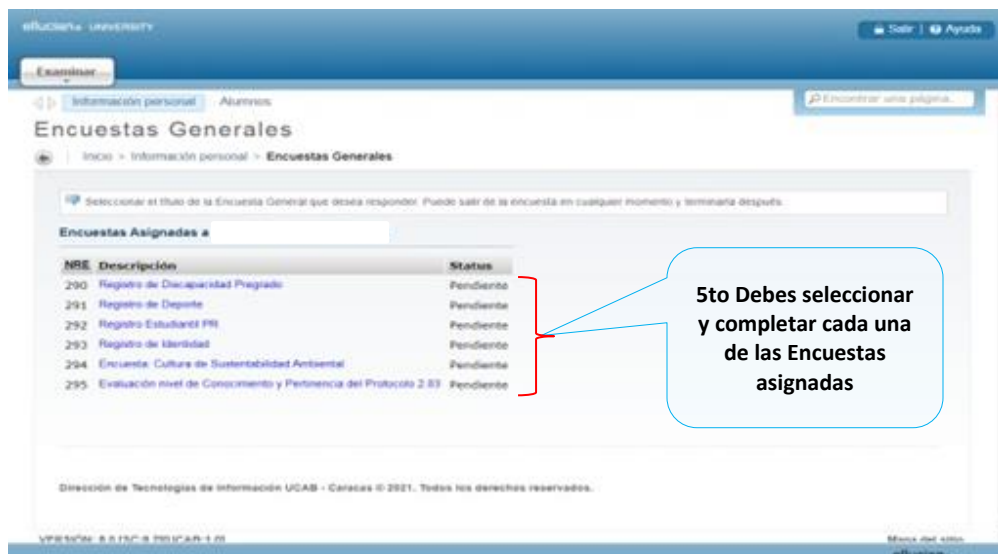 ellucian UNIVERSITY
Salir | Ayuda
Examinar
Información personal Alumnos
Encontrar una página.
Encuestas Generales
Inicio > Información personal > Encuestas Generales
Seleccionar el título de la Encuesta General que desea responder. Puede salir de la encuesta en cualquier momento y terminarla después.
Encuestas Asignadas a
NRE Descripción Status
290 Registro de Discapacidad Pregrado Pendiente
291 Registro de Deporte Pendiente
292 Registro Estudiantil PR Pendiente
293 Registro de Identidad Pendiente
294 Encuesta: Cultura de Sustentabilidad Ambiental Pendiente
295 Evaluación nivel de Conocimiento y Pertinencia del Protocolo 2.03 Pendiente
5to Debes seleccionar
y completar cada una
de las Encuestas
asignadas
Dirección de Tecnologías de Información UCAB - Caracas © 2021. Todos los derechos reservados.
VERSIÓN: Mapa del sitio
ellucian